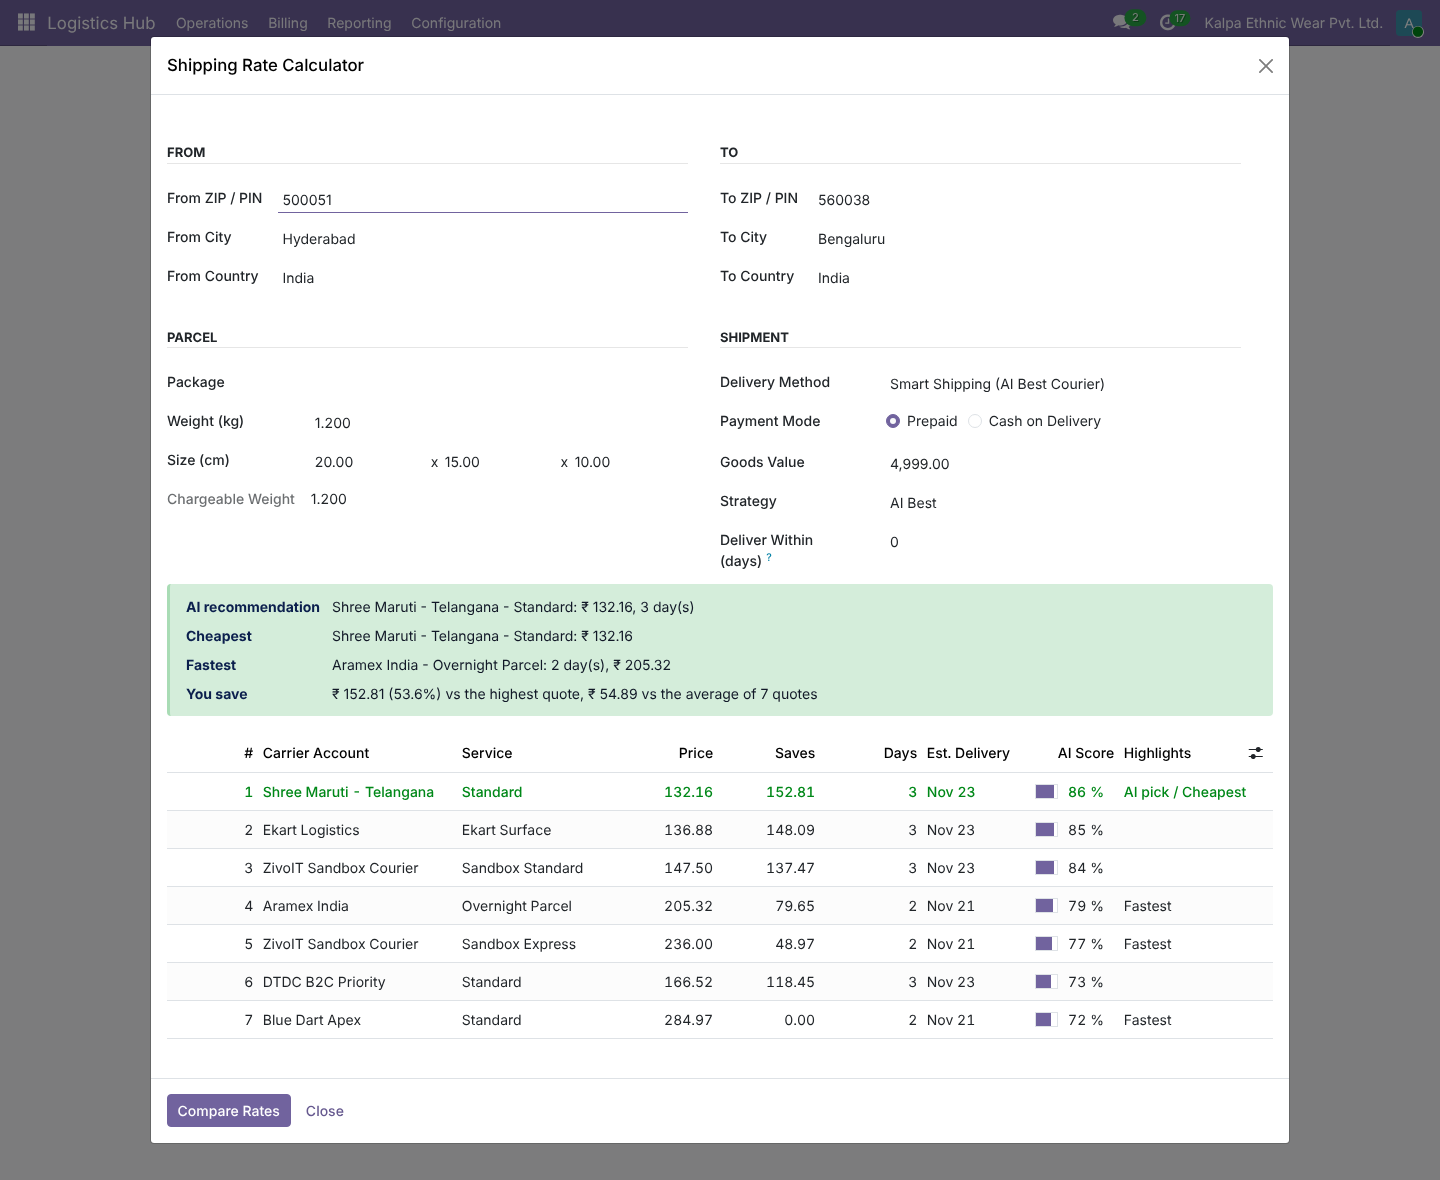 Logistics Hub Operations Billing Reporting Configuration 2 17 Kalpa Ethnic Wear Pvt. Ltd. A
Shipping Rate Calculator
FROM
From ZIP / PIN 500051
From City Hyderabad
From Country India
TO
To ZIP / PIN 560038
To City Bengaluru
To Country India
PARCEL
Package
Weight (kg) 1.200
Size (cm) 20.00 x 15.00 x 10.00
Chargeable Weight 1.200
SHIPMENT
Delivery Method Smart Shipping (AI Best Courier)
Payment Mode Prepaid Cash on Delivery
Goods Value 4,999.00
Strategy AI Best
Deliver Within 0
(days) ?
AI recommendation Shree Maruti - Telangana - Standard: ₹ 132.16, 3 day(s)
Cheapest Shree Maruti - Telangana - Standard: ₹ 132.16
Fastest Aramex India - Overnight Parcel: 2 day(s), ₹ 205.32
You save ₹ 152.81 (53.6%) vs the highest quote, ₹ 54.89 vs the average of 7 quotes
# Carrier Account Service Price Saves Days Est. Delivery AI Score Highlights
1 Shree Maruti - Telangana Standard 132.16 152.81 3 Nov 23 86 % AI pick / Cheapest
2 Ekart Logistics Ekart Surface 136.88 148.09 3 Nov 23 85 %
3 ZivoIT Sandbox Courier Sandbox Standard 147.50 137.47 3 Nov 23 84 %
4 Aramex India Overnight Parcel 205.32 79.65 2 Nov 21 79 % Fastest
5 ZivoIT Sandbox Courier Sandbox Express 236.00 48.97 2 Nov 21 77 % Fastest
6 DTDC B2C Priority Standard 166.52 118.45 3 Nov 23 73 %
7 Blue Dart Apex Standard 284.97 0.00 2 Nov 21 72 % Fastest
Compare Rates Close